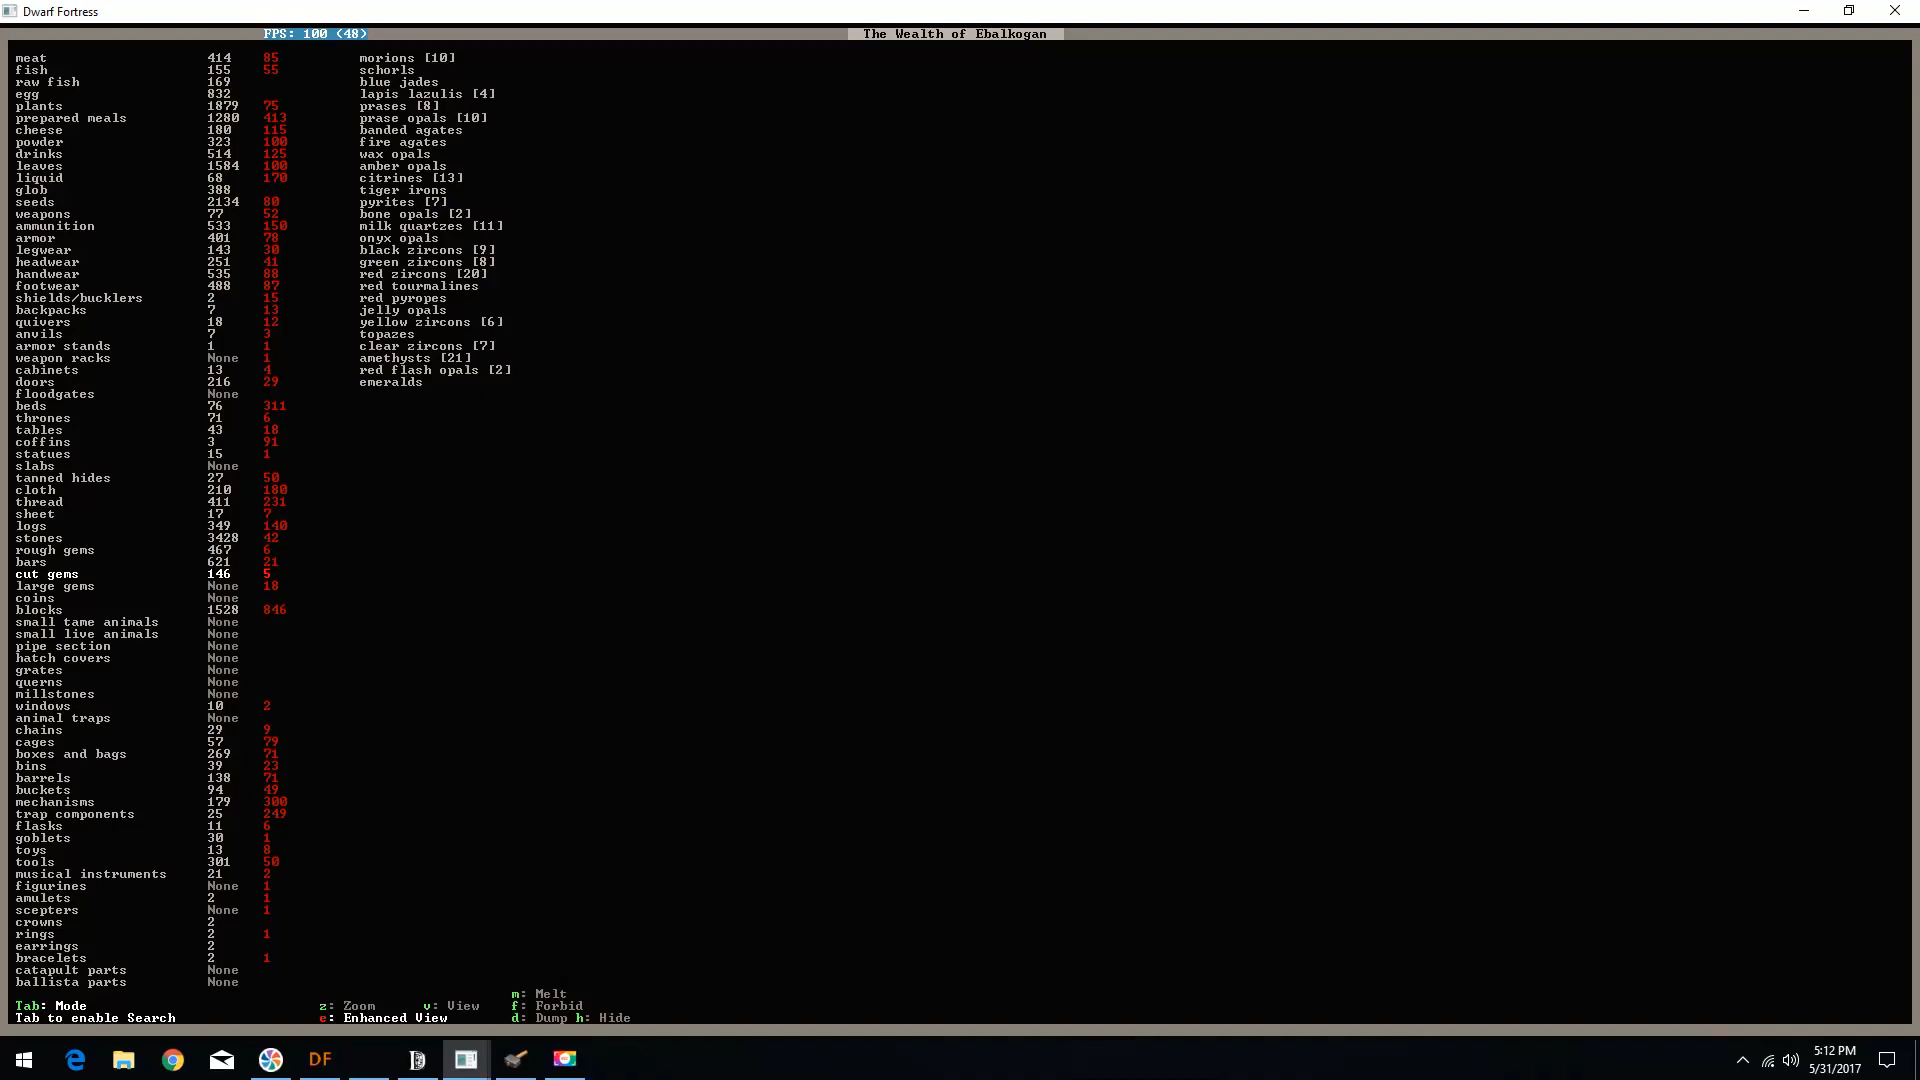 Dwarf Fortress
FPS: 100 (48) The Wealth of Ebalkogan
meat 414 85 morions [10]
fish 155 55 schorls
raw fish 169 blue jades
egg 832 lapis lazulis [4]
plants 1879 75 prases [8]
prepared meals 1280 413 prase opals [10]
cheese 180 115 banded agates
powder 323 100 fire agates
drinks 514 125 wax opals
leaves 1584 100 amber opals
liquid 68 170 citrines [13]
glob 388 tiger irons
seeds 2134 80 pyrites [7]
weapons 77 52 bone opals [2]
ammunition 533 150 milk quartzes [11]
armor 401 78 onyx opals
legwear 143 30 black zircons [9]
headwear 251 41 green zircons [8]
handwear 535 88 red zircons [20]
footwear 488 87 red tourmalines
shields/bucklers 2 15 red pyropes
backpacks 7 13 jelly opals
quivers 18 12 yellow zircons [6]
anvils 7 3 topazes
armor stands 1 1 clear zircons [7]
weapon racks None 1 amethysts [21]
cabinets 13 4 red flash opals [2]
doors 216 29 emeralds
floodgates None
beds 76 311
thrones 71 6
tables 43 18
coffins 3 91
statues 15 1
slabs None
tanned hides 27 50
cloth 210 180
thread 411 231
sheet 17 7
logs 349 140
stones 3428 42
rough gems 467 6
bars 621 21
cut gems 146 5
large gems None 18
coins None
blocks 1528 846
small tame animals None
small live animals None
pipe section None
hatch covers None
grates None
querns None
millstones None
windows 10 2
animal traps None
chains 29 9
cages 57 79
boxes and bags 269 71
bins 39 23
barrels 138 71
buckets 94 49
mechanisms 179 300
trap components 25 249
flasks 11 6
goblets 30 1
toys 13 8
tools 301 50
musical instruments 21 2
figurines None 1
amulets 2 1
scepters None 1
crowns 2
rings 2 1
earrings 2
bracelets 2 1
catapult parts None
ballista parts None
m: Melt
Tab: Mode z: Zoom v: View f: Forbid
Tab to enable Search e: Enhanced View d: Dump h: Hide
DF
5:12 PM
5/31/2017